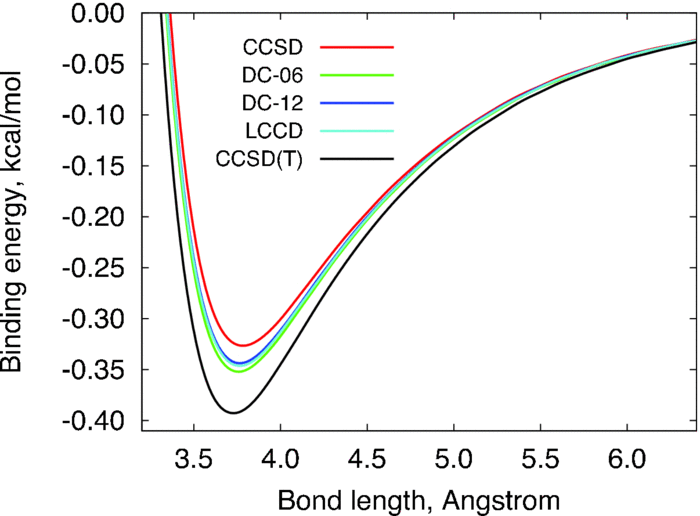 0.00
-0.05
-0.10
-0.15
-0.20
-0.25
-0.30
-0.35
-0.40
Binding energy, kcal/mol
CCSD
DC-06
DC-12
LCCD
CCSD(T)
3.5 4.0 4.5 5.0 5.5 6.0
Bond length, Angstrom